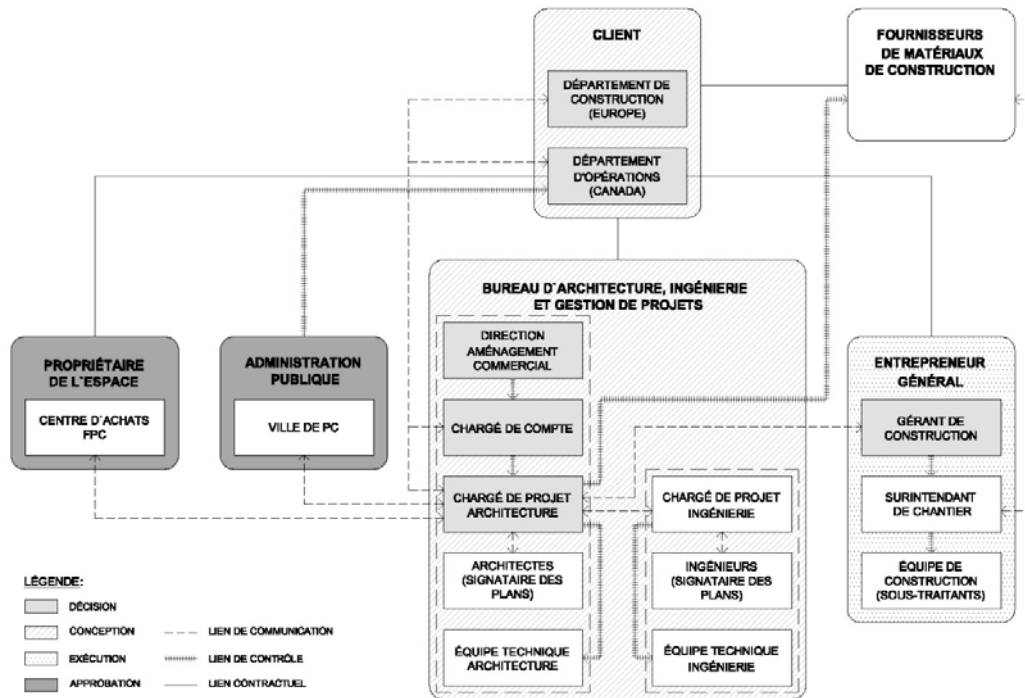 CLIENT
DÉPARTEMENT DE
CONSTRUCTION
(EUROPE)
DÉPARTEMENT
D'OPÉRATIONS
(CANADA)
FOURNISSEURS
DE MATÉRIAUX
DE CONSTRUCTION
BUREAU D'ARCHITECTURE, INGÉNIERIE
ET GESTION DE PROJETS
DIRECTION
AMÉNAGEMENT
COMMERCIAL
CHARGÉ DE COMPTE
CHARGÉ DE PROJET
ARCHITECTURE
ARCHITECTES
(SIGNATAIRE DES
PLANS)
ÉQUIPE TECHNIQUE
ARCHITECTURE
CHARGÉ DE PROJET
INGÉNIERIE
INGÉNIEURS
(SIGNATAIRE DES
PLANS)
ÉQUIPE TECHNIQUE
INGÉNIERIE
PROPRIÉTAIRE
DE L'ESPACE
CENTRE D'ACHATS
FPC
ADMINISTRATION
PUBLIQUE
VILLE DE PC
ENTREPRENEUR
GÉNÉRAL
GÉRANT DE
CONSTRUCTION
SURINTENDANT
DE CHANTIER
ÉQUIPE DE
CONSTRUCTION
(SOUS-TRAITANTS)
LÉGENDE:
DÉCISION
CONCEPTION
EXÉCUTION
APPROBATION
LIEN DE COMMUNICATION
LIEN DE CONTRÔLE
LIEN CONTRACTUEL